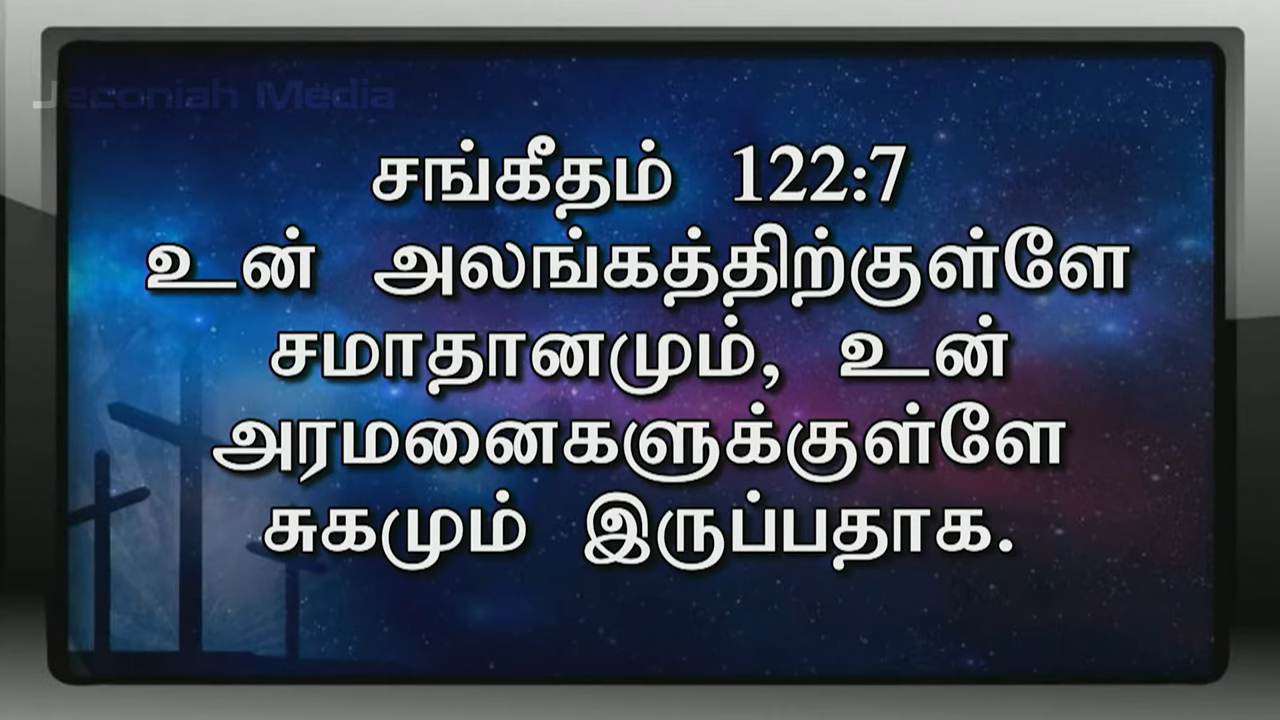 Jeconiah Media
சங்கீதம் 122:7
உன் அலங்கத்திற்குள்ளே
சமாதானமும், உன்
அரமனைகளுக்குள்ளே
சுகமும் இருப்பதாக.